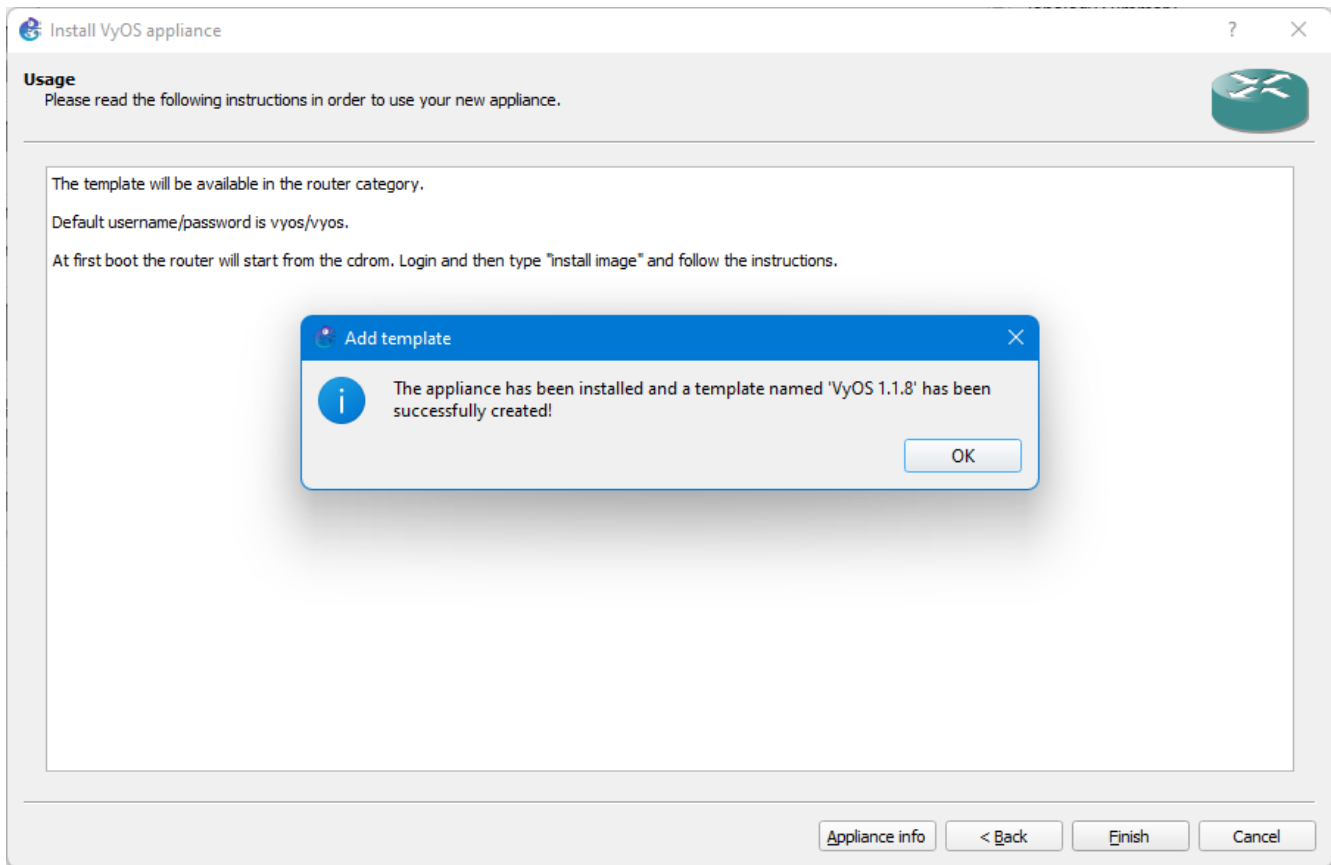 Install VyOS appliance
?
Usage
Please read the following instructions in order to use your new appliance.
The template will be available in the router category.
Default username/password is vyos/vyos.
At first boot the router will start from the cdrom. Login and then type "install image" and follow the instructions.
Add template
The appliance has been installed and a template named 'VyOS 1.1.8' has been
successfully created!
OK
Appliance info
< Back
Finish
Cancel